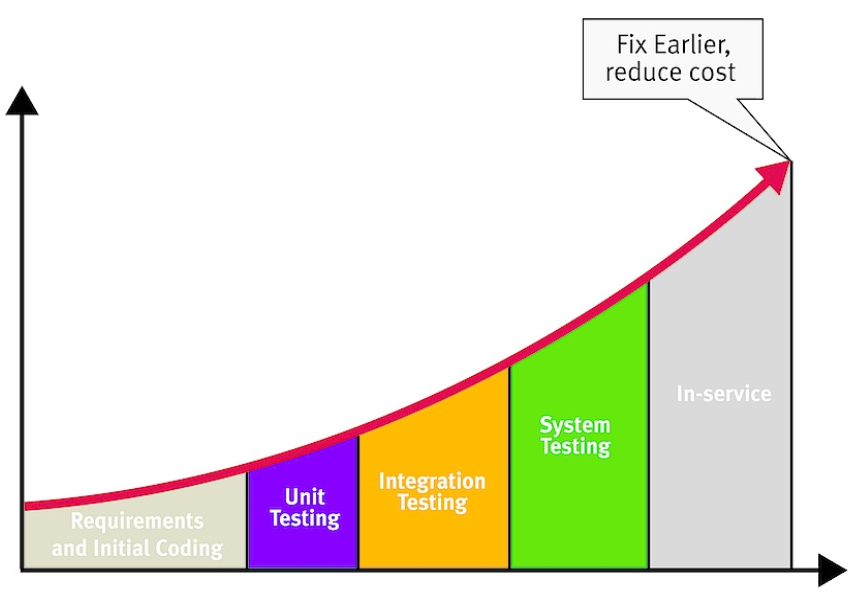 Fix Earlier,
reduce cost
In-service
System
Testing
Integration
Testing
Unit
Testing
Requirements
and Initial Coding